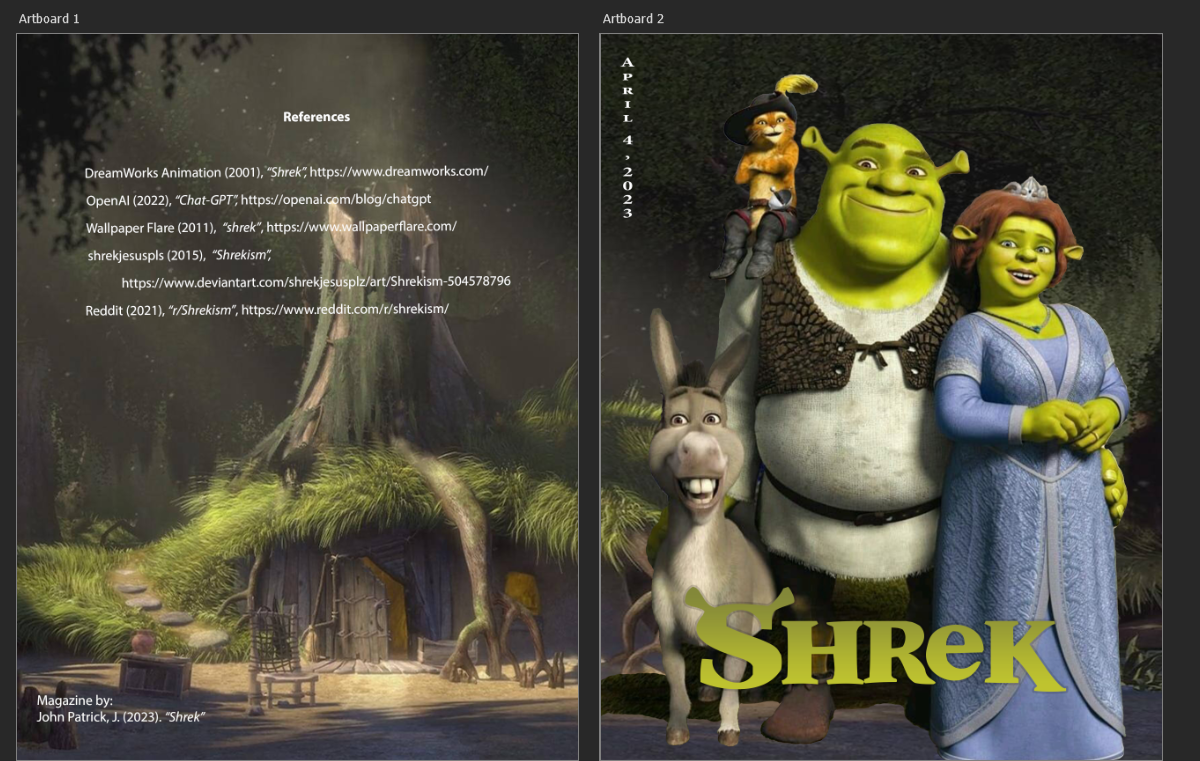 Artboard 1
References
DreamWorks Animation (2001), "Shrek", https://www.dreamworks.com/
OpenAI (2022), "Chat-GPT", https://openai.com/blog/chatgpt
Wallpaper Flare (2011), "shrek", https://www.wallpaperflare.com/
shrekjesuspls (2015), "Shrekism",
https://www.deviantart.com/shrekjesusplz/art/Shrekism-504578796
Reddit (2021), "r/Shrekism", https://www.reddit.com/r/shrekism/
Magazine by:
John Patrick, J. (2023). "Shrek"
Artboard 2
APRIL 4, 2023
SHREK